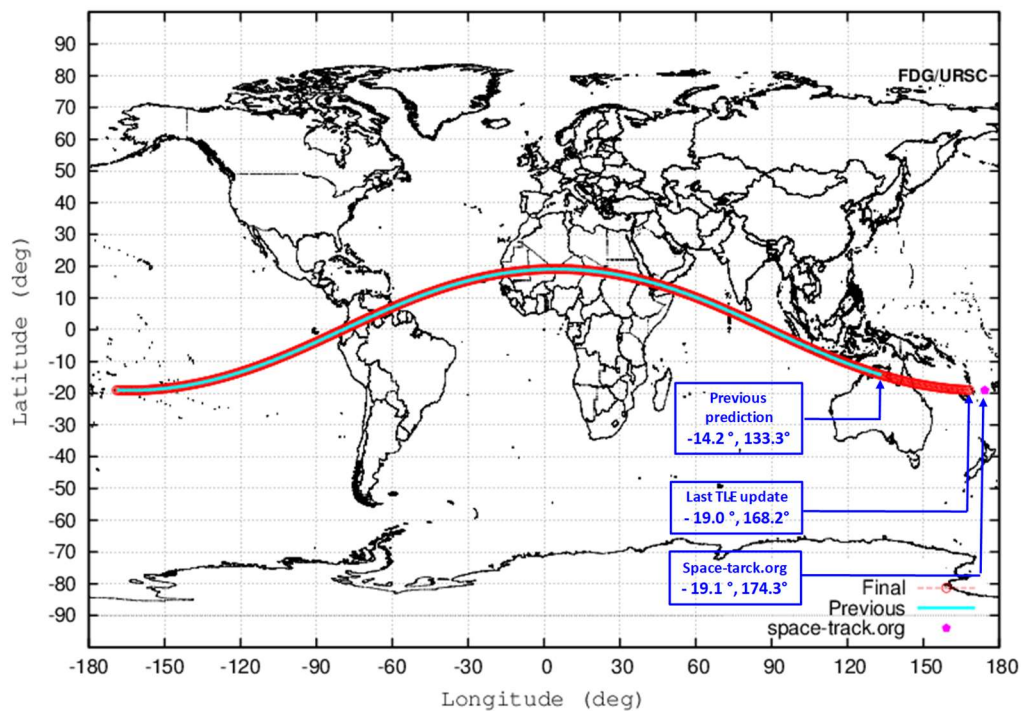 FDG/URSC
90
80
70
60
50
40
30
20
10
0
-10
-20
-30
-40
-50
-60
-70
-80
-90
Latitude (deg)
Previous
prediction
-14.2 °, 133.3°
Last TLE update
- 19.0 °, 168.2°
Space-tarck.org
- 19.1 °, 174.3°
Final
Previous
space-track.org
-180 -150 -120 -90 -60 -30 0 30 60 90 120 150 180
Longitude (deg)